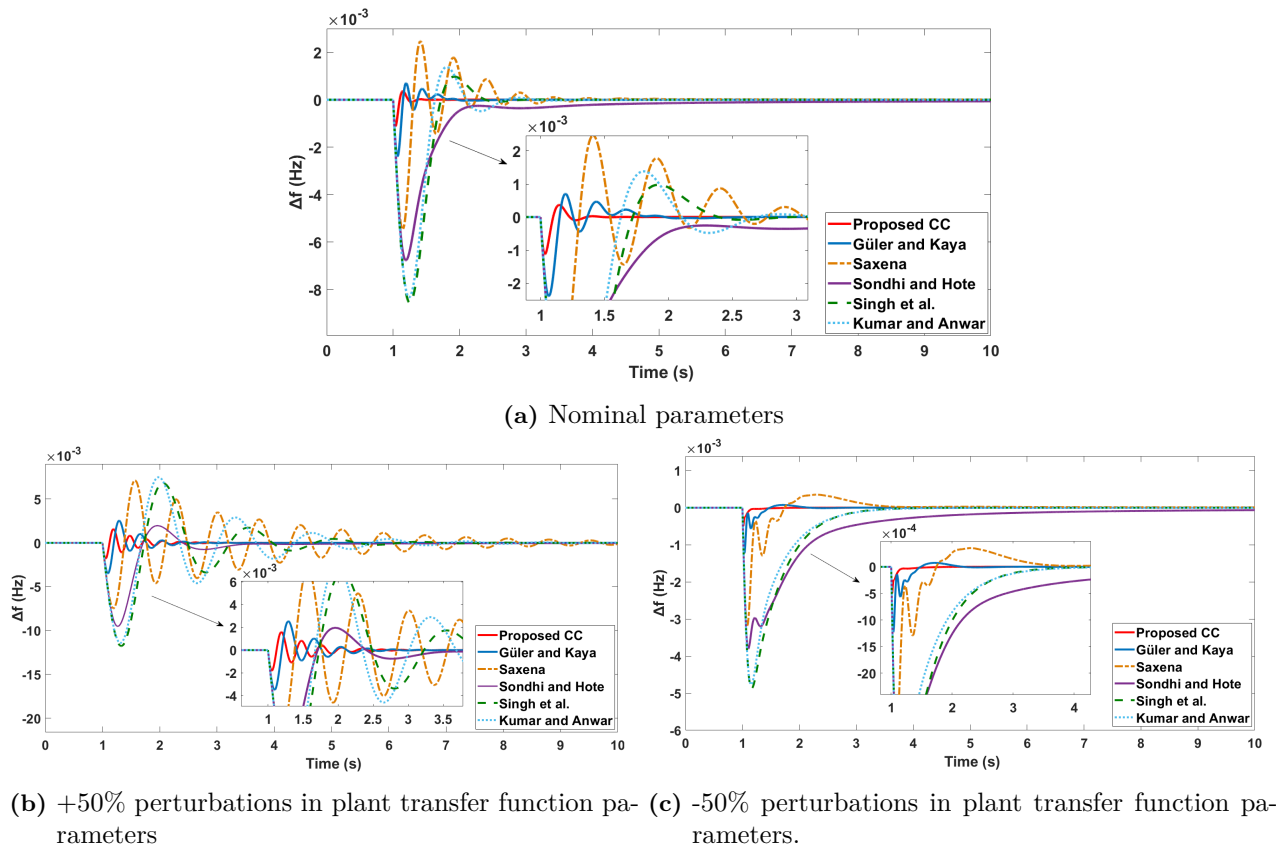 ×10⁻³
2
0
-2
-4
-6
-8
Δf (Hz)
0 1 2 3 4 5 6 7 8 9 10
Time (s)
×10⁻³
2
1
0
-1
-2
1 1.5 2 2.5 3
Proposed CC
Güler and Kaya
Saxena
Sondhi and Hote
Singh et al.
Kumar and Anwar
(a) Nominal parameters
×10⁻³
5
0
-5
-10
-15
-20
Δf (Hz)
0 1 2 3 4 5 6 7 8 9 10
Time (s)
×10⁻³
6
4
2
0
-2
-4
1 1.5 2 2.5 3 3.5
Proposed CC
Güler and Kaya
Saxena
Sondhi and Hote
Singh et al.
Kumar and Anwar
(b) +50% perturbations in plant transfer function pa-
rameters
×10⁻³
1
0
-1
-2
-3
-4
-5
-6
Δf (Hz)
0 1 2 3 4 5 6 7 8 9 10
Time (s)
×10⁻⁴
0
-5
-10
-15
-20
1 2 3 4
Proposed CC
Güler and Kaya
Saxena
Sondhi and Hote
Singh et al.
Kumar and Anwar
(c) -50% perturbations in plant transfer function pa-
rameters.